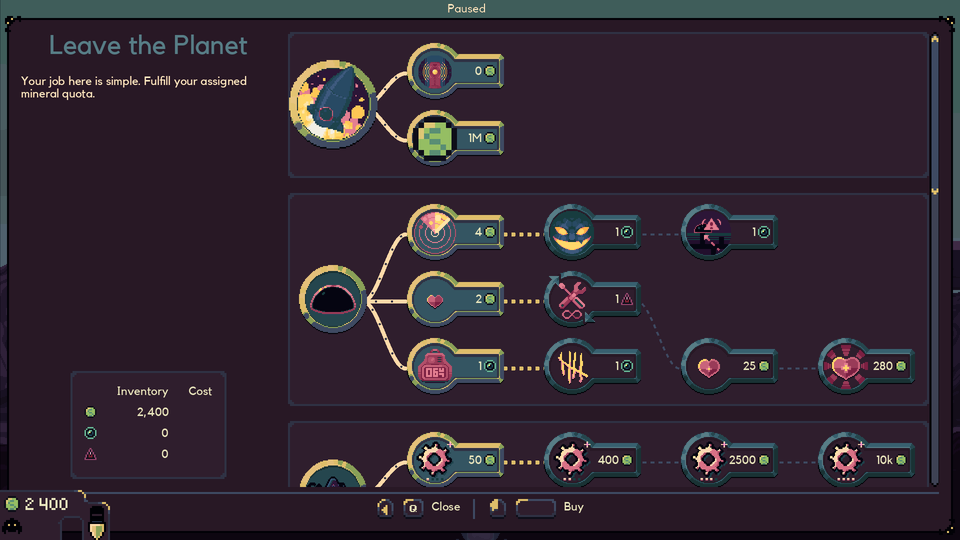 Paused
Leave the Planet
Your job here is simple. Fulfill your assigned
mineral quota.
0
1M
4
1
1
2
1
064
1
1
25
280
50
400
2500
10k
Inventory Cost
2,400
0
0
2 400
Q Close
Buy